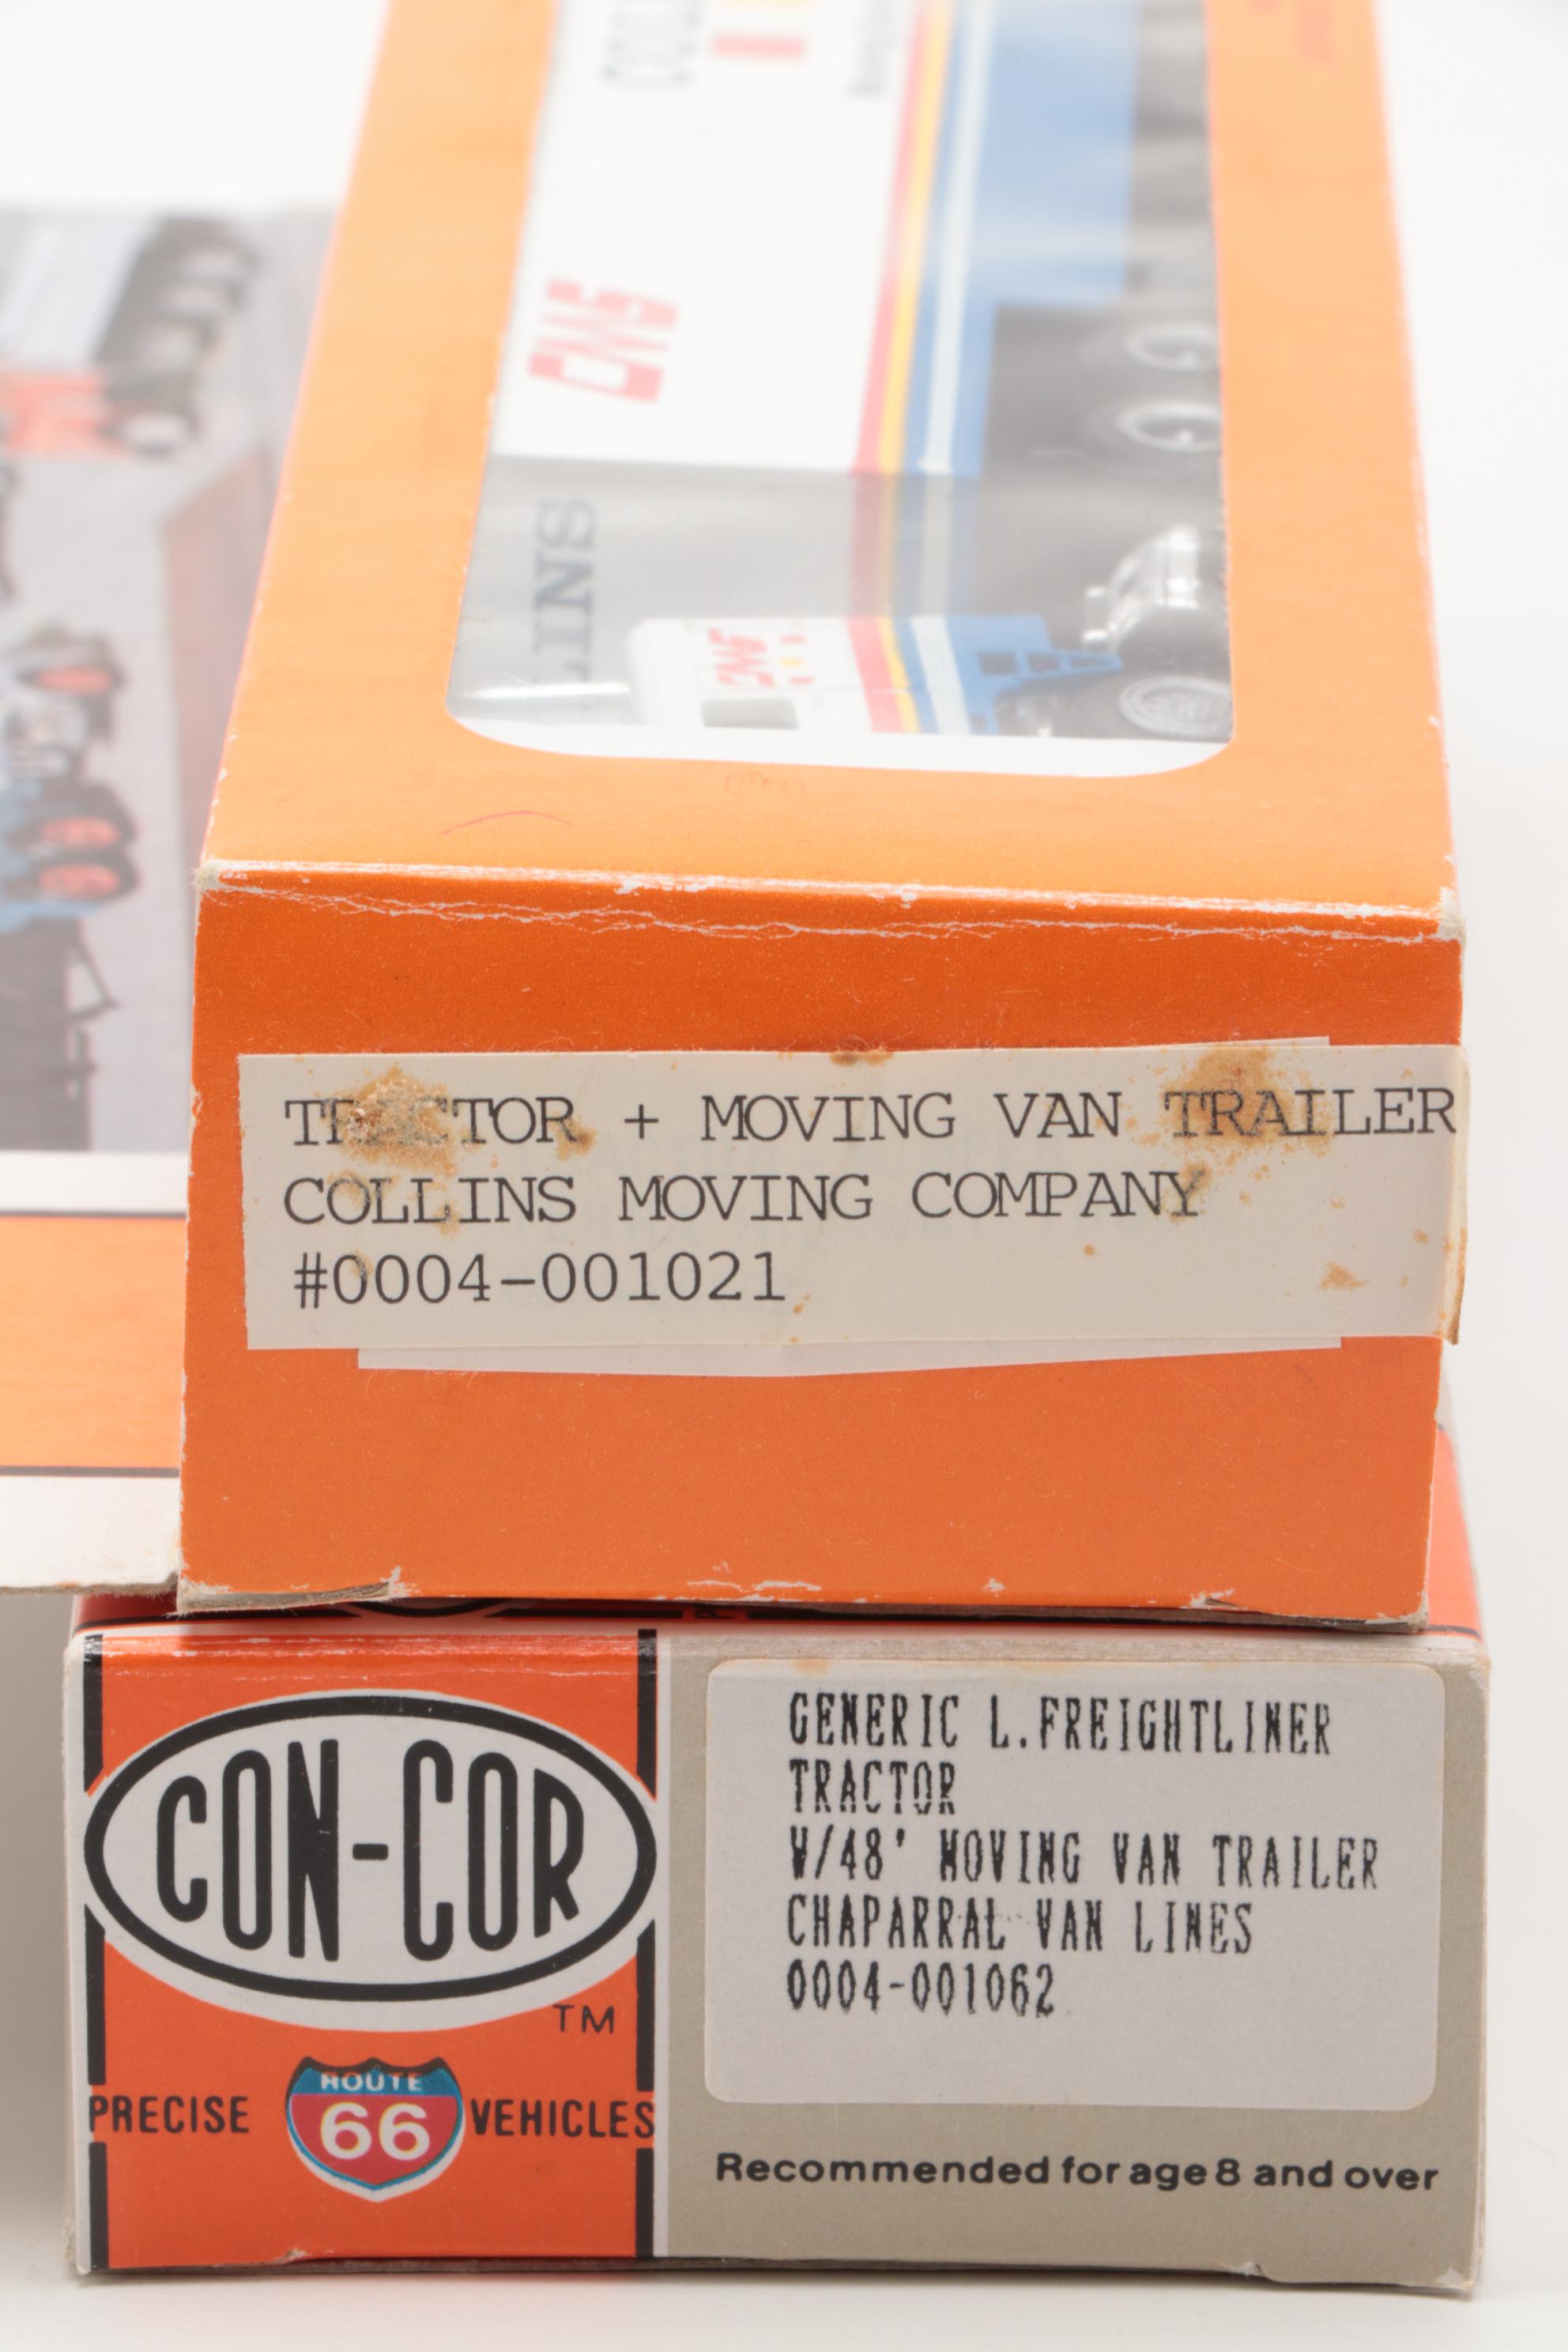 LINS
TRACTOR + MOVING VAN TRAILER
COLLINS MOVING COMPANY
#0004-001021
CON-COR
TM
PRECISE ROUTE 66 VEHICLES
GENERIC L.FREIGHTLINER
TRACTOR
W/48' MOVING VAN TRAILER
CHAPARRAL VAN LINES
0004-001062
Recommended for age 8 and over